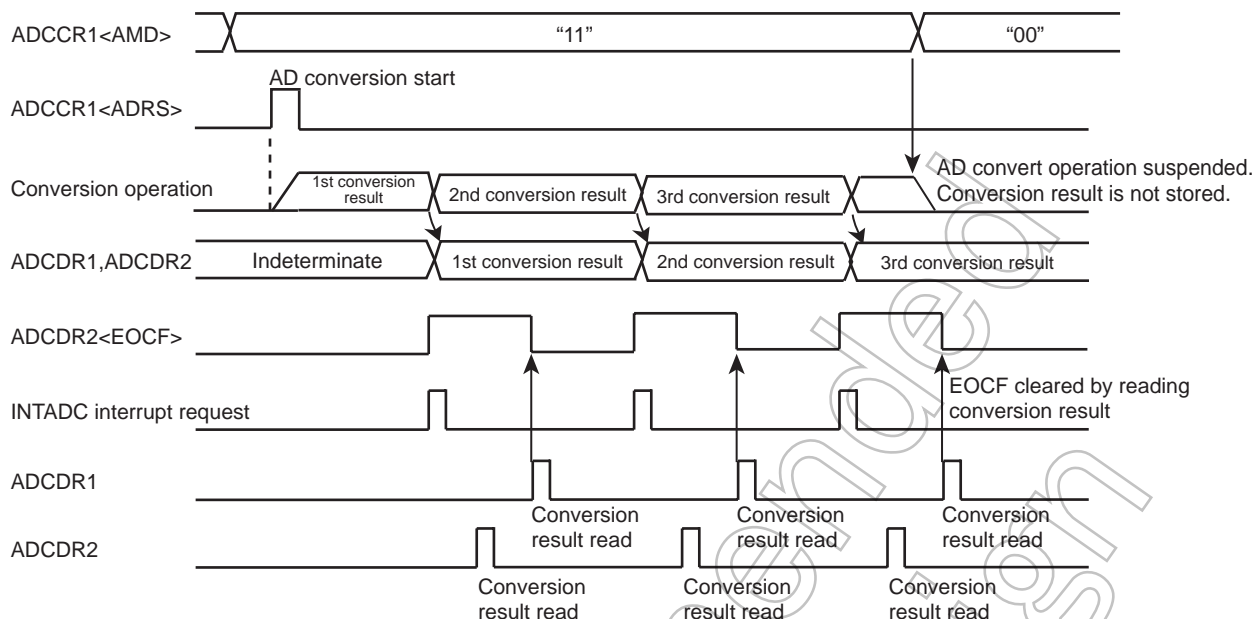 ADCCR1<AMD>
“11”
“00”
AD conversion start
ADCCR1<ADRS>
AD convert operation suspended.
Conversion result is not stored.
Conversion operation
1st conversion
result
2nd conversion result
3rd conversion result
ADCDR1,ADCDR2
Indeterminate
1st conversion result
2nd conversion result
3rd conversion result
ADCDR2<EOCF>
EOCF cleared by reading
conversion result
INTADC interrupt request
ADCDR1
Conversion
result read
Conversion
result read
Conversion
result read
ADCDR2
Conversion
result read
Conversion
result read
Conversion
result read